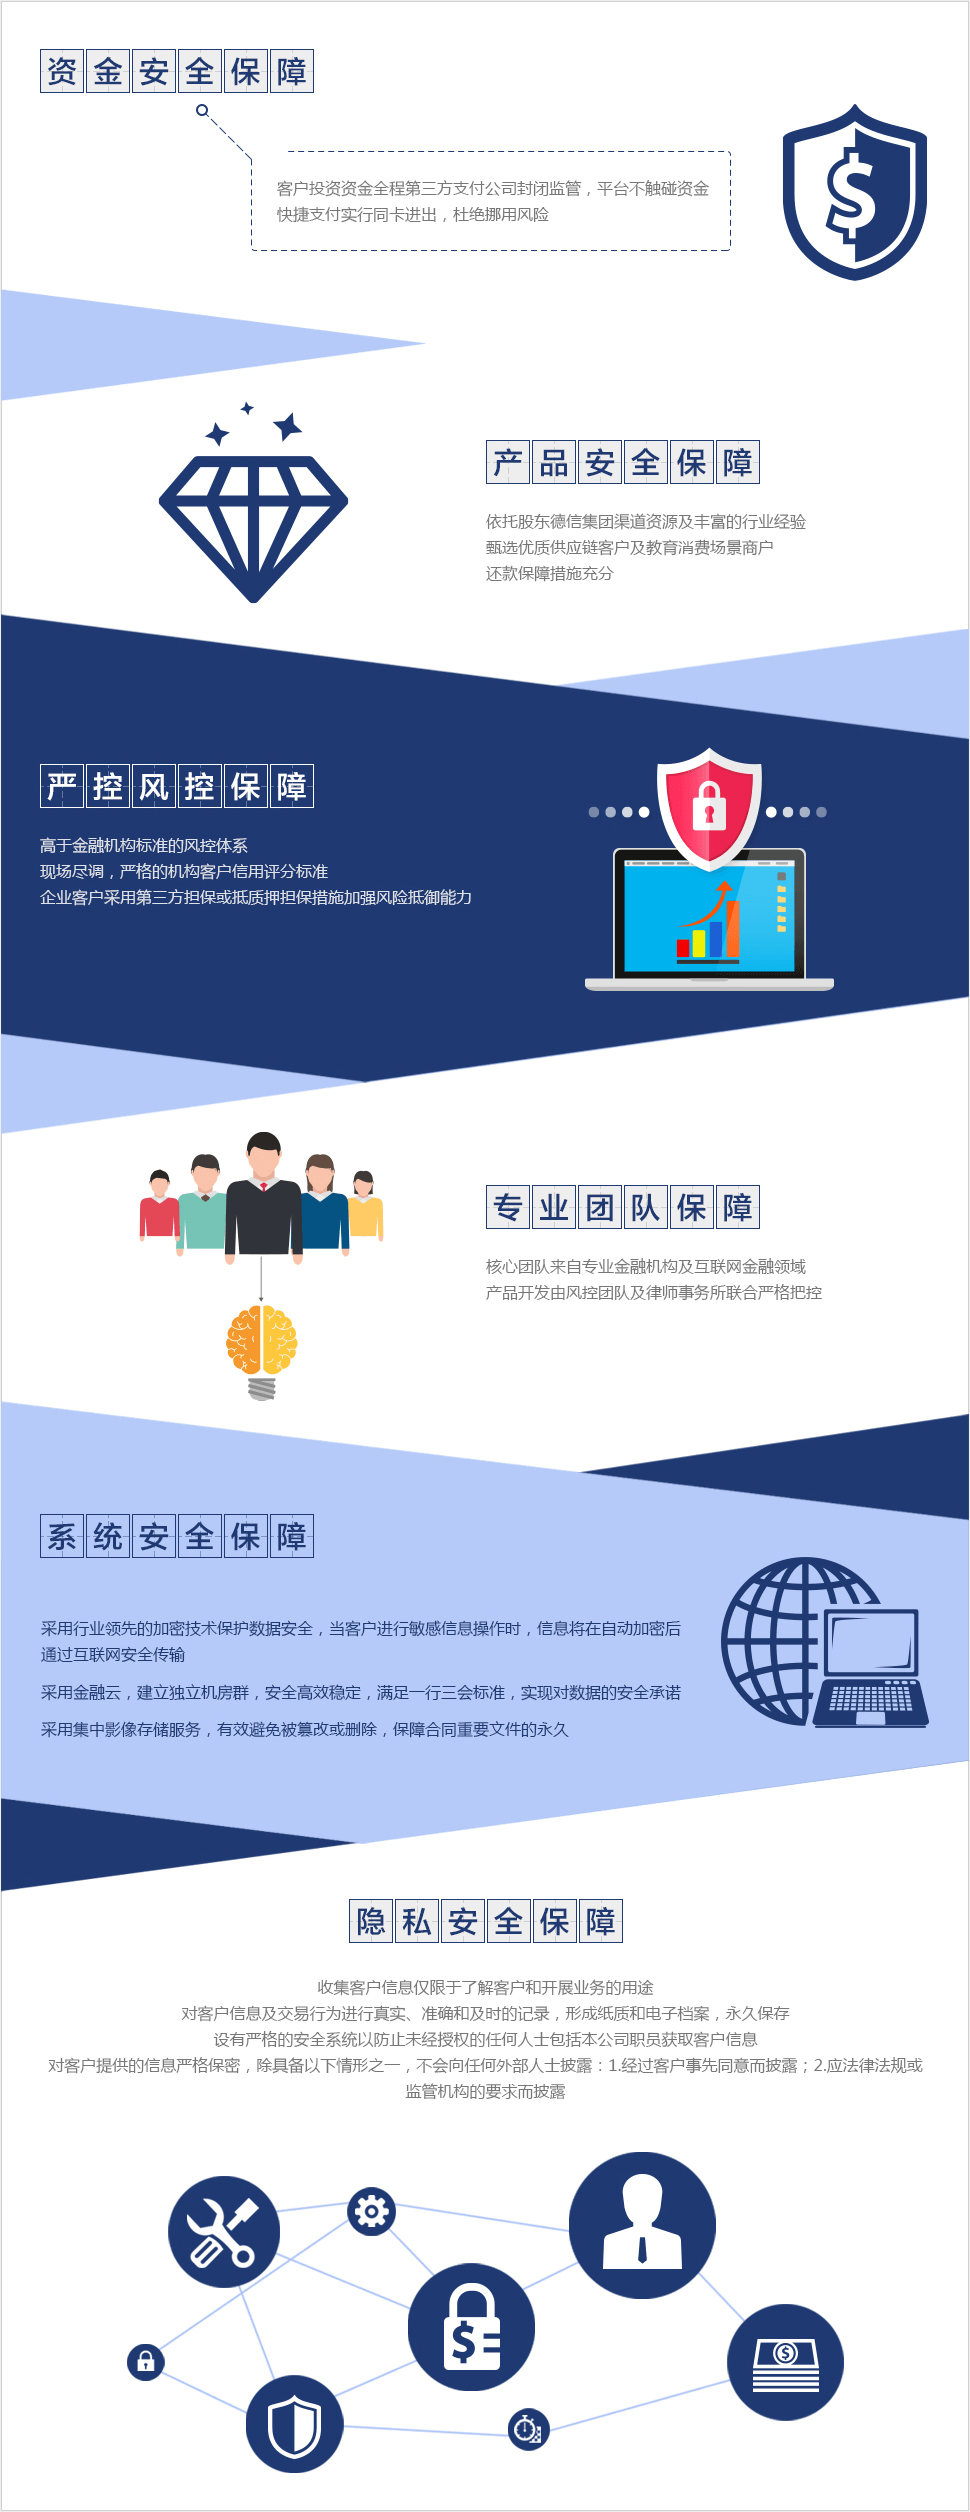 资金安全保障
客户投资资金全程第三方支付公司封闭监管，平台不触碰资金
快捷支付实行同卡进出，杜绝挪用风险
产品安全保障
依托股东德信集团渠道资源及丰富的行业经验
甄选优质供应链客户及教育消费场景商户
还款保障措施充分
严控风控保障
高于金融机构标准的风控体系
现场尽调，严格的机构客户信用评分标准
企业客户采用第三方担保或抵质押担保措施加强风险抵御能力
专业团队保障
核心团队来自专业金融机构及互联网金融领域
产品开发由风控团队及律师事务所联合严格把控
系统安全保障
采用行业领先的加密技术保护数据安全，当客户进行敏感信息操作时，信息将在自动加密后
通过互联网安全传输
采用金融云，建立独立机房群，安全高效稳定，满足一行三会标准，实现对数据的安全承诺
采用集中影像存储服务，有效避免被篡改或删除，保障合同重要文件的永久
隐私安全保障
收集客户信息仅限于了解客户和开展业务的用途
对客户信息及交易行为进行真实、准确和及时的记录，形成纸质和电子档案，永久保存
设有严格的安全系统以防止未经授权的任何人士包括本公司职员获取客户信息
对客户提供的信息严格保密，除具备以下情形之一，不会向任何外部人士披露：1.经过客户事先同意而披露；2.应法律法规或
监管机构的要求而披露